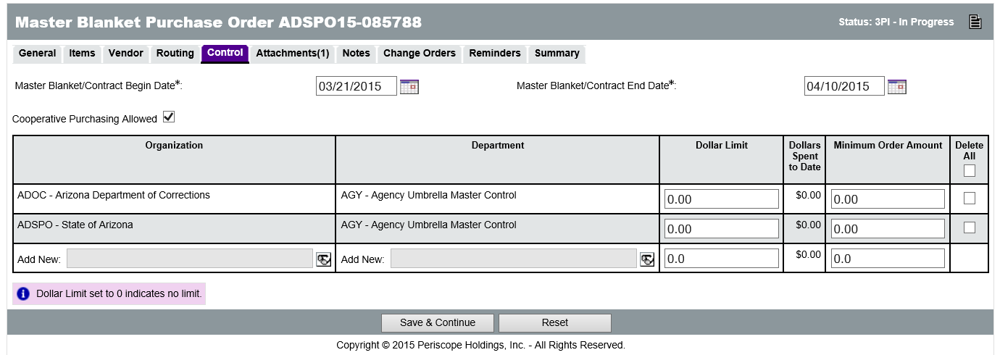 Master Blanket Purchase Order ADSPO15-085788
Status: 3PI - In Progress
General Items Vendor Routing Control Attachments(1) Notes Change Orders Reminders Summary
Master Blanket/Contract Begin Date*: 03/21/2015 Master Blanket/Contract End Date*: 04/10/2015
Cooperative Purchasing Allowed
Organization Department Dollar Limit Dollars Spent to Date Minimum Order Amount Delete All
ADOC - Arizona Department of Corrections AGY - Agency Umbrella Master Control 0.00 $0.00 0.00
ADSPO - State of Arizona AGY - Agency Umbrella Master Control 0.00 $0.00 0.00
Add New: Add New: 0.0 $0.00 0.0
Dollar Limit set to 0 indicates no limit.
Save & Continue Reset
Copyright © 2015 Periscope Holdings, Inc. - All Rights Reserved.